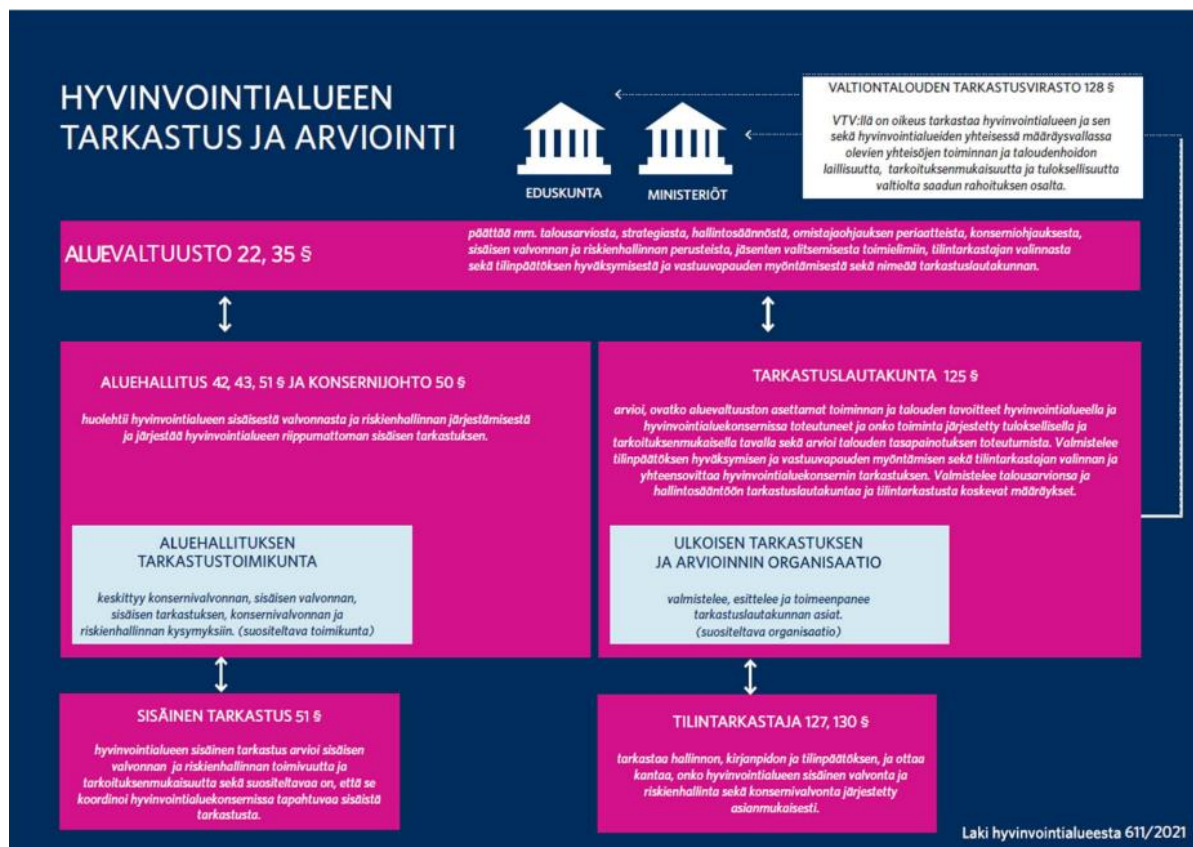 HYVINVOINTIALUEEN
TARKASTUS JA ARVIOINTI
EDUSKUNTA
MINISTERIÖT
VALTIONTALOUDEN TARKASTUSVIRASTO 128 §
VTV:llä on oikeus tarkastaa hyvinvointialueen ja sen
sekä hyvinvointialueiden yhteisessä määräysvallassa
olevien yhteisöjen toiminnan ja taloudenhoidon
laillisuutta, tarkoituksenmukaisuutta ja tuloksellisuutta
valtiolta saadun rahoituksen osalta.
ALUEVALTUUSTO 22, 35 §
päättää mm. talousarviosta, strategiasta, hallintosäännöstä, omistajaohjauksen periaatteista, konserniohjauksesta,
sisäisen valvonnan ja riskienhallinnan perusteista, jäsenten valitsemisesta toimielimiin, tilintarkastajan valinnasta
sekä tilinpäätöksen hyväksymisestä ja vastuuvapauden myöntämisestä sekä nimeää tarkastuslautakunnan.
ALUEHALLITUS 42, 43, 51 § JA KONSERNIJOHTO 50 §
huolehtii hyvinvointialueen sisäisestä valvonnasta ja riskienhallinnan järjestämisestä
ja järjestää hyvinvointialueen riippumattoman sisäisen tarkastuksen.
ALUEHALLITUKSEN
TARKASTUSTOIMIKUNTA
keskittyy konsernivalvonnan, sisäisen valvonnan,
sisäisen tarkastuksen, konsernivalvonnan ja
riskienhallinnan kysymyksiin. (suositeltava toimikunta)
TARKASTUSLAUTAKUNTA 125 §
arvioi, ovatko aluevaltuuston asettamat toiminnan ja talouden tavoitteet hyvinvointialueella ja
hyvinvointialuekonsernissa toteutuneet ja onko toiminta järjestetty tuloksellisella ja
tarkoituksenmukaisella tavalla sekä arvioi talouden tasapainotuksen toteutumista. Valmistelee
tilinpäätöksen hyväksymisen ja vastuuvapauden myöntämisen sekä tilintarkastajan valinnan ja
yhteensovittaa hyvinvointialuekonsernin tarkastuksen. Valmistelee talousarvionsa ja
hallintosääntöön tarkastuslautakuntaa ja tilintarkastusta koskevat määräykset.
ULKOISEN TARKASTUKSEN
JA ARVIOINNIN ORGANISAATIO
valmistelee, esittelee ja toimeenpanee
tarkastuslautakunnan asiat.
(suositeltava organisaatio)
SISÄINEN TARKASTUS 51 §
hyvinvointialueen sisäinen tarkastus arvioi sisäisen
valvonnan ja riskienhallinnan toimivuutta ja
tarkoituksenmukaisuutta sekä suositeltavaa on, että se
koordinoi hyvinvointialuekonsernissa tapahtuvaa sisäistä
tarkastusta.
TILINTARKASTAJA 127, 130 §
tarkastaa hallinnon, kirjanpidon ja tilinpäätöksen, ja ottaa
kantaa, onko hyvinvointialueen sisäinen valvonta ja
riskienhallinta sekä konsernivalvonta järjestetty
asianmukaisesti.
Laki hyvinvointialueesta 611/2021